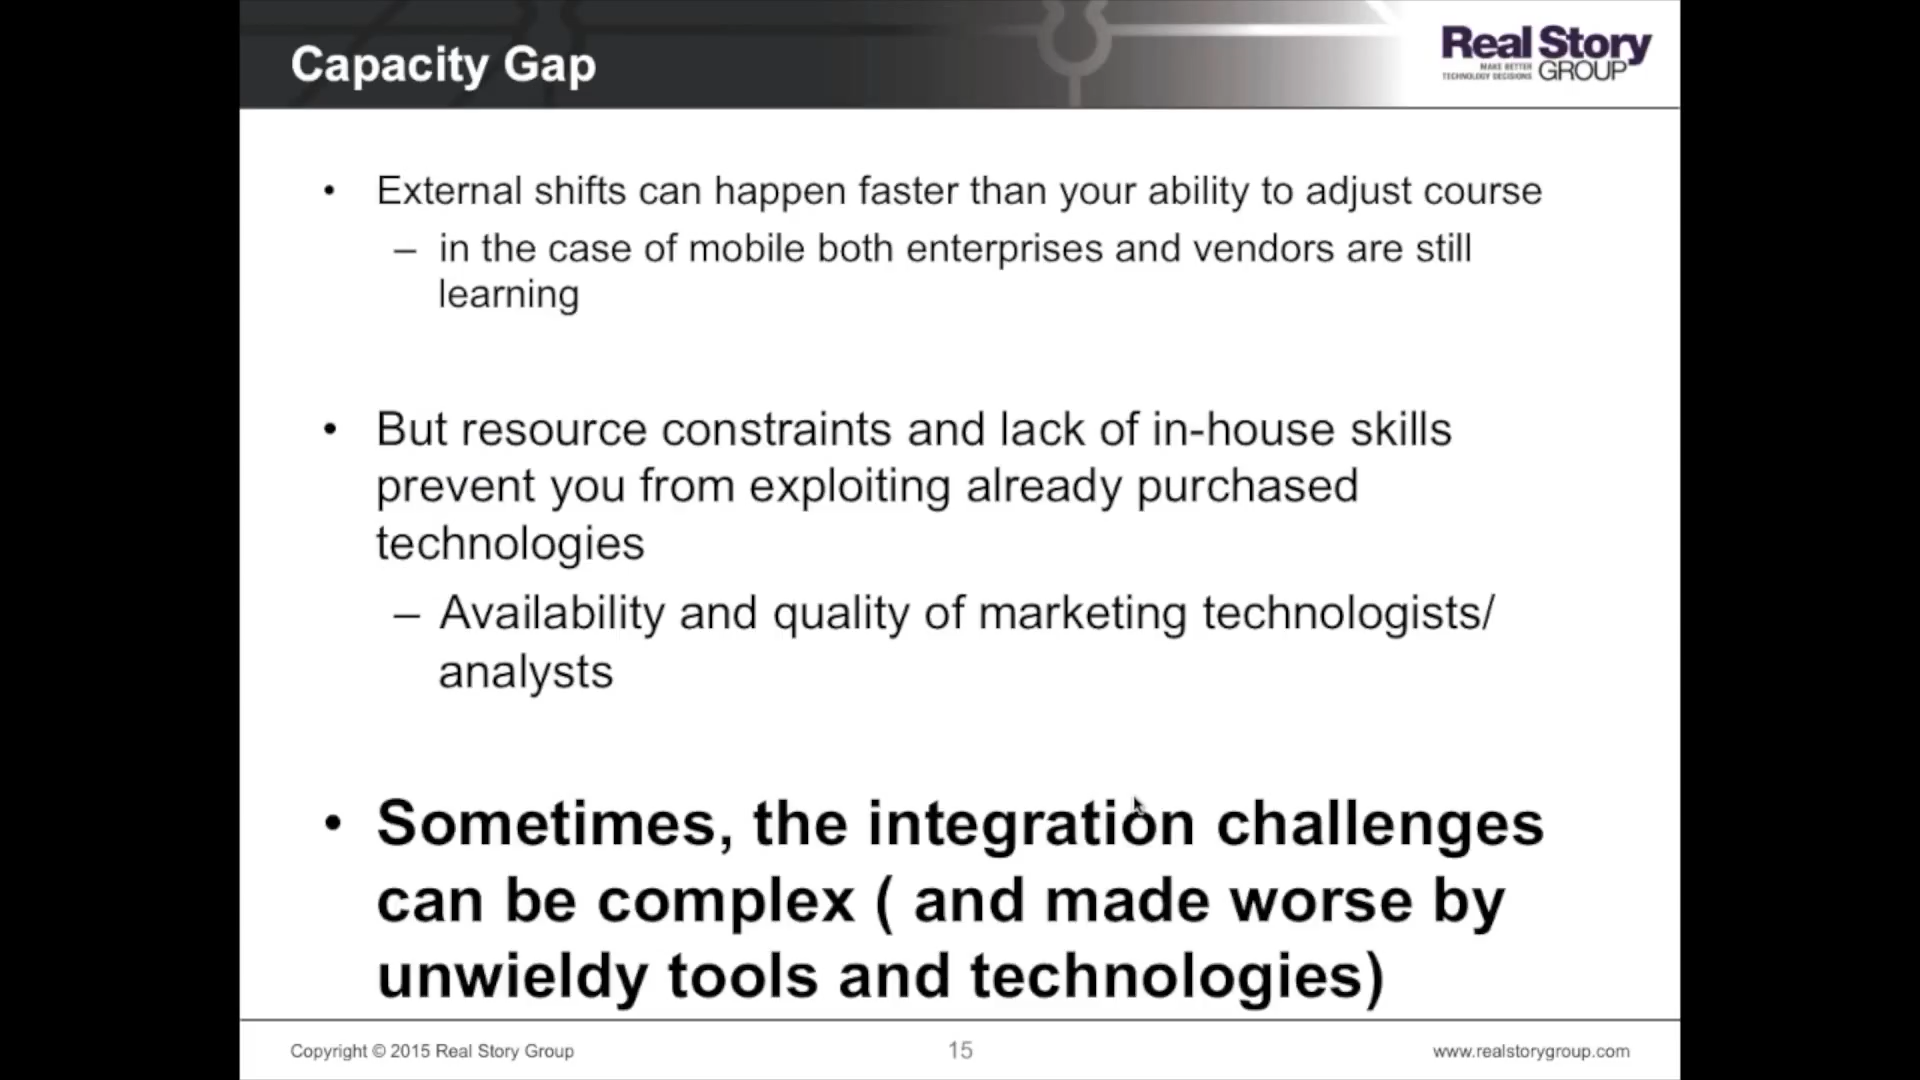 Capacity Gap
Real Story
MAKE BETTER
TECHNOLOGY DECISIONS GROUP
• External shifts can happen faster than your ability to adjust course
– in the case of mobile both enterprises and vendors are still
learning
• But resource constraints and lack of in-house skills
prevent you from exploiting already purchased
technologies
– Availability and quality of marketing technologists/
analysts
• Sometimes, the integration challenges
can be complex ( and made worse by
unwieldy tools and technologies)
Copyright © 2015 Real Story Group
15
www.realstorygroup.com